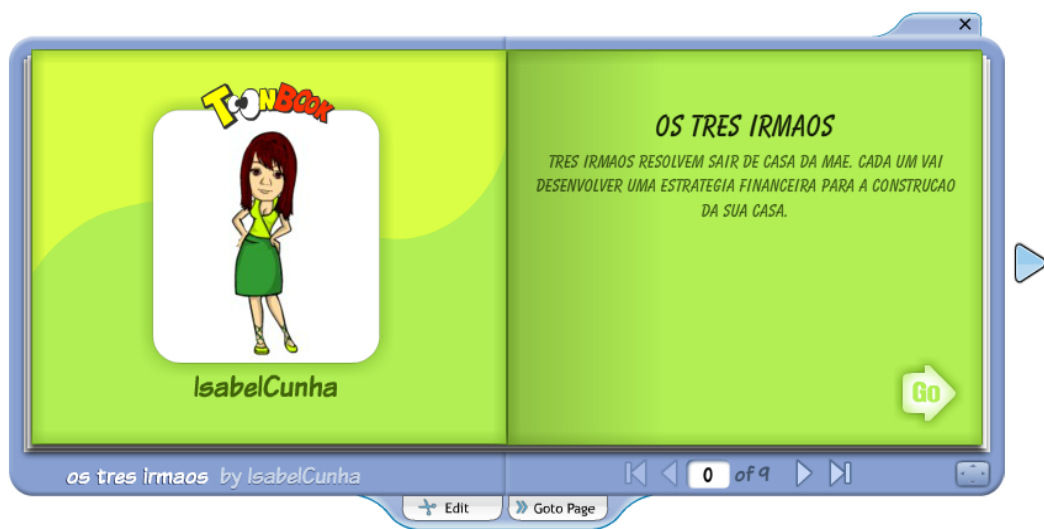 TOONBOOK
IsabelCunha
OS TRES IRMAOS
TRES IRMAOS RESOLVEM SAIR DE CASA DA MAE. CADA UM VAI
DESENVOLVER UMA ESTRATEGIA FINANCEIRA PARA A CONSTRUCAO
DA SUA CASA.
Go
os tres irmaos by IsabelCunha
0 of 9
Edit
Goto Page